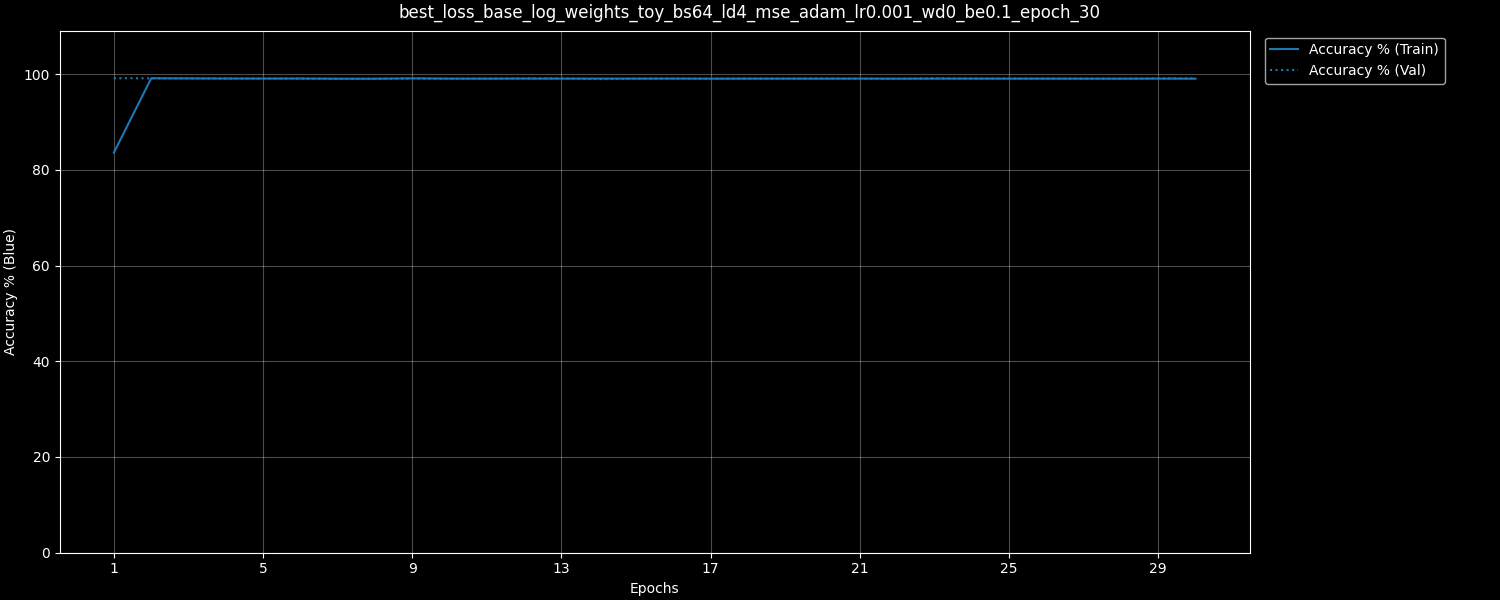 best_loss_base_log_weights_toy_bs64_ld4_mse_adam_lr0.001_wd0_be0.1_epoch_30
Accuracy % (Train)
Accuracy % (Val)
Accuracy % (Blue)
100
80
60
40
20
0
1 5 9 13 17 21 25 29
Epochs